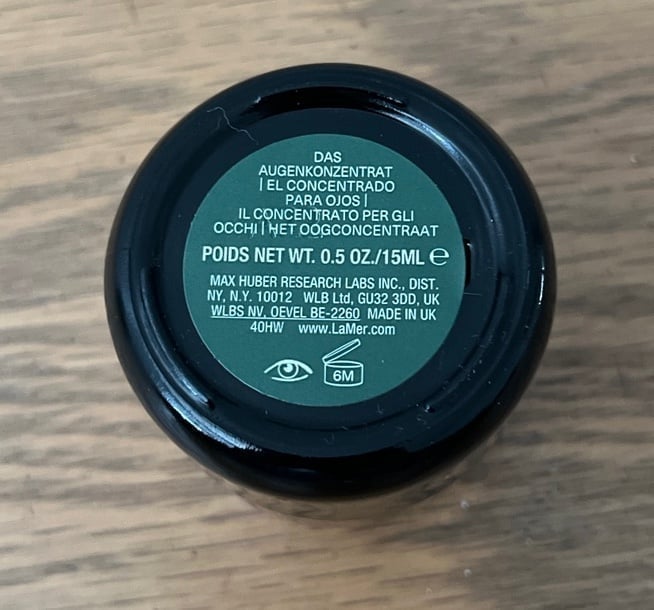 DAS
AUGENKONZENTRAT
| EL CONCENTRADO
PARA OJOS |
IL CONCENTRATO PER GLI
OCCHI | HET OOGCONCENTRAAT
POIDS NET WT. 0.5 OZ./15ML ℮
MAX HUBER RESEARCH LABS INC., DIST.
NY, N.Y. 10012 WLB Ltd, GU32 3DD, UK
WLBS NV, OEVEL BE-2260 MADE IN UK
40HW www.LaMer.com
6M